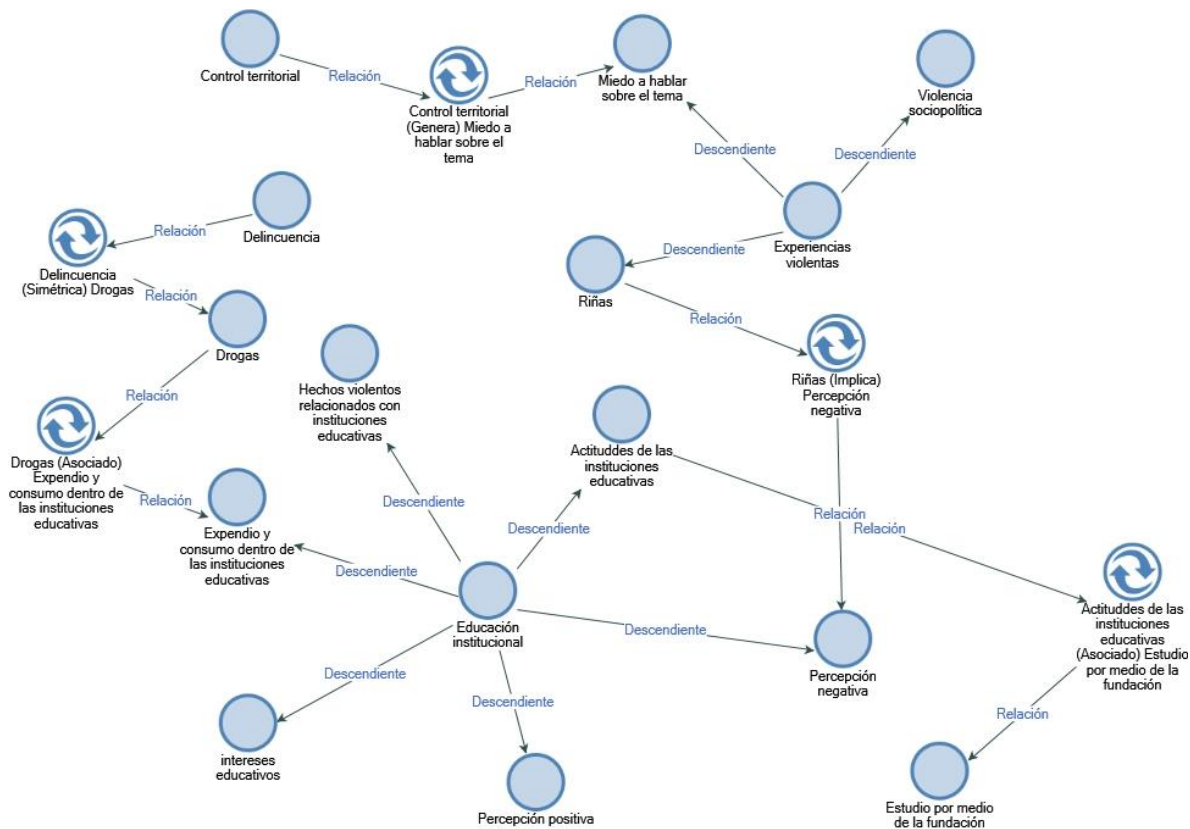 Control territorial
Relación
Control territorial
(Genera) Miedo a
hablar sobre el
tema
Relación
Miedo a hablar
sobre el tema
Violencia
sociopolítica
Descendiente
Descendiente
Experiencias
violentas
Descendiente
Delincuencia
Relación
Delincuencia
(Simétrica) Drogas
Relación
Drogas
Relación
Riñas
Relación
Riñas (Implica)
Percepción
negativa
Hechos violentos
relacionados con
instituciones
educativas
Actituddes de las
instituciones
educativas
Drogas (Asociado)
Expendio y
consumo dentro de
las instituciones
educativas
Relación
Expendio y
consumo dentro de
las instituciones
educativas
Descendiente
Descendiente
Descendiente
Relación
Relación
Educación
institucional
Descendiente
Percepción
negativa
Actituddes de las
instituciones
educativas
(Asociado) Estudio
por medio de la
fundación
Descendiente
Descendiente
Relación
intereses
educativos
Percepción positiva
Estudio por medio
de la fundación